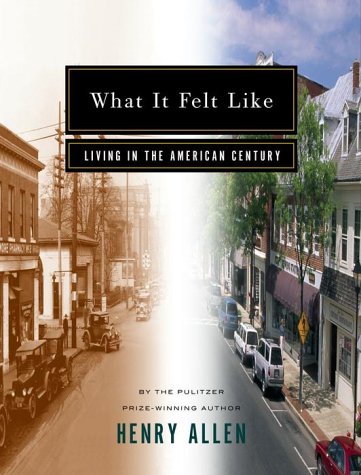 What It Felt Like
LIVING IN THE AMERICAN CENTURY
BY THE PULITZER
PRIZE-WINNING AUTHOR
HENRY ALLEN